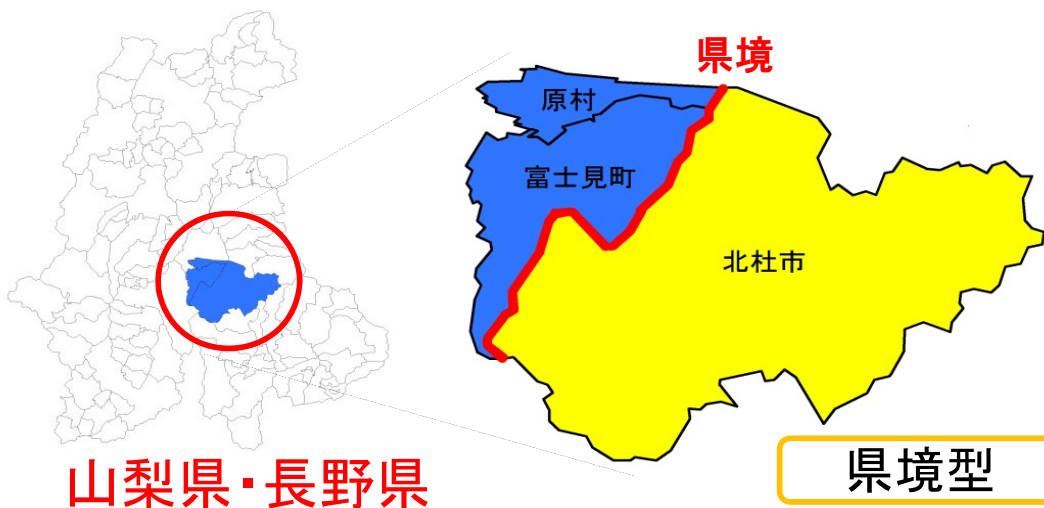 県境
原村
富士見町
北杜市
山梨県・長野県
県境型